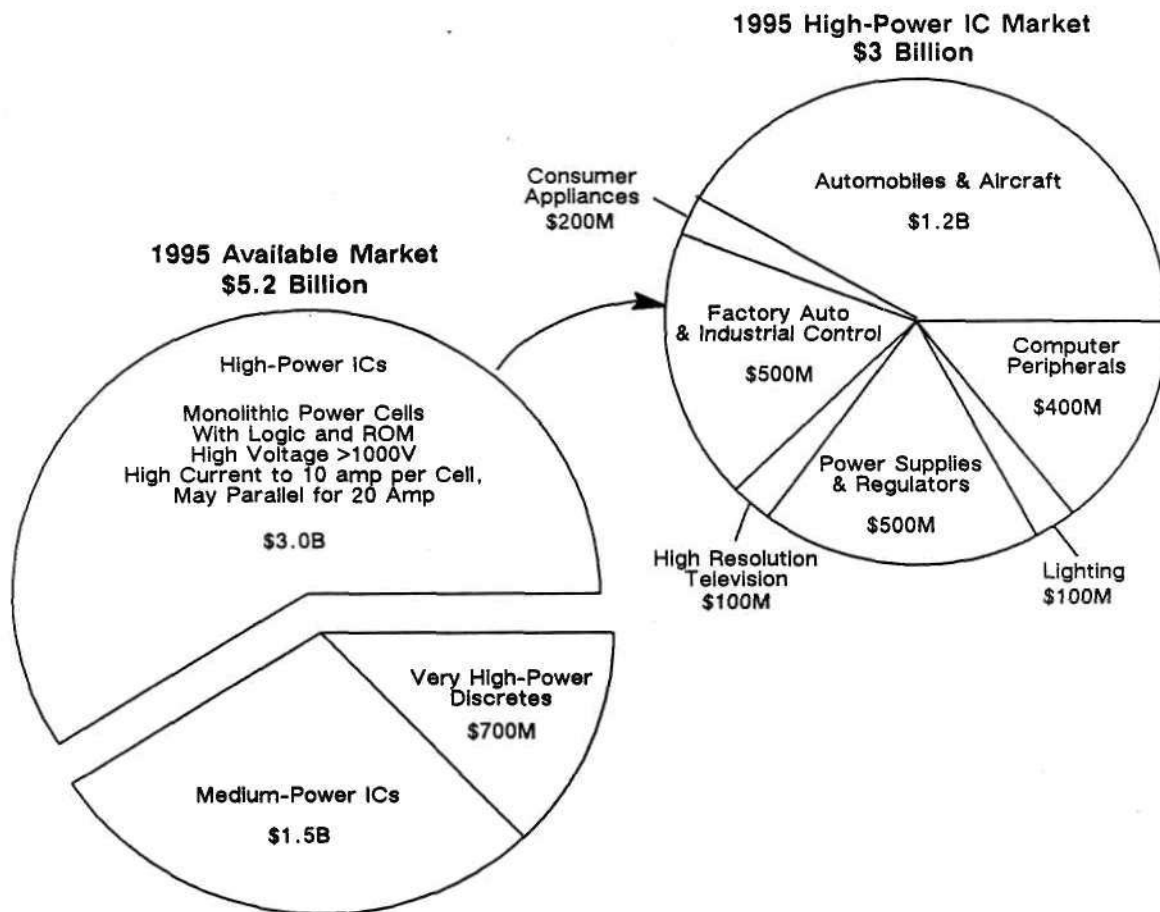 1995 High-Power IC Market
$3 Billion
Automobiles & Aircraft
$1.2B
Consumer
Appliances
$200M
Factory Auto
& Industrial Control
$500M
Computer
Peripherals
$400M
Power Supplies
& Regulators
$500M
High Resolution
Television
$100M
Lighting
$100M
1995 Available Market
$5.2 Billion
High-Power ICs
Monolithic Power Cells
With Logic and ROM
High Voltage >1000V
High Current to 10 amp per Cell,
May Parallel for 20 Amp
$3.0B
Very High-Power
Discretes
$700M
Medium-Power ICs
$1.5B